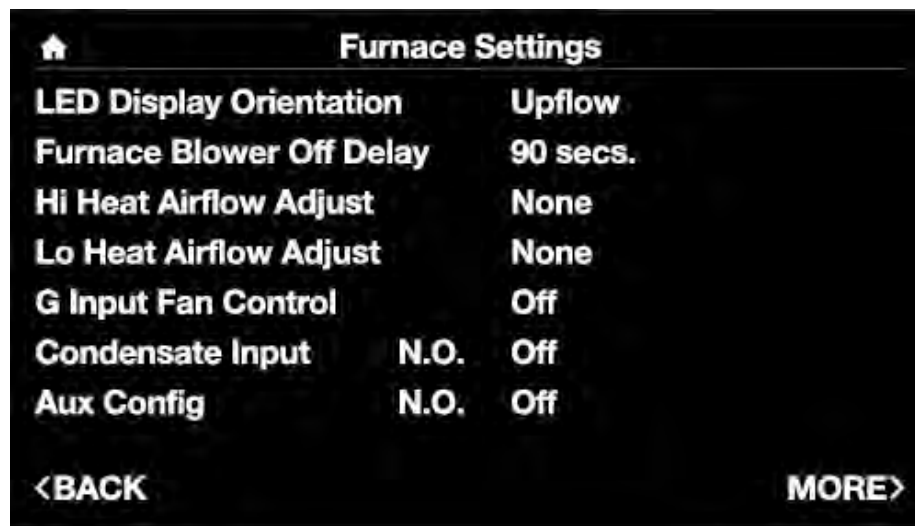 Furnace Settings
LED Display Orientation Upflow
Furnace Blower Off Delay 90 secs.
Hi Heat Airflow Adjust None
Lo Heat Airflow Adjust None
G Input Fan Control Off
Condensate Input N.O. Off
Aux Config N.O. Off
<BACK MORE>